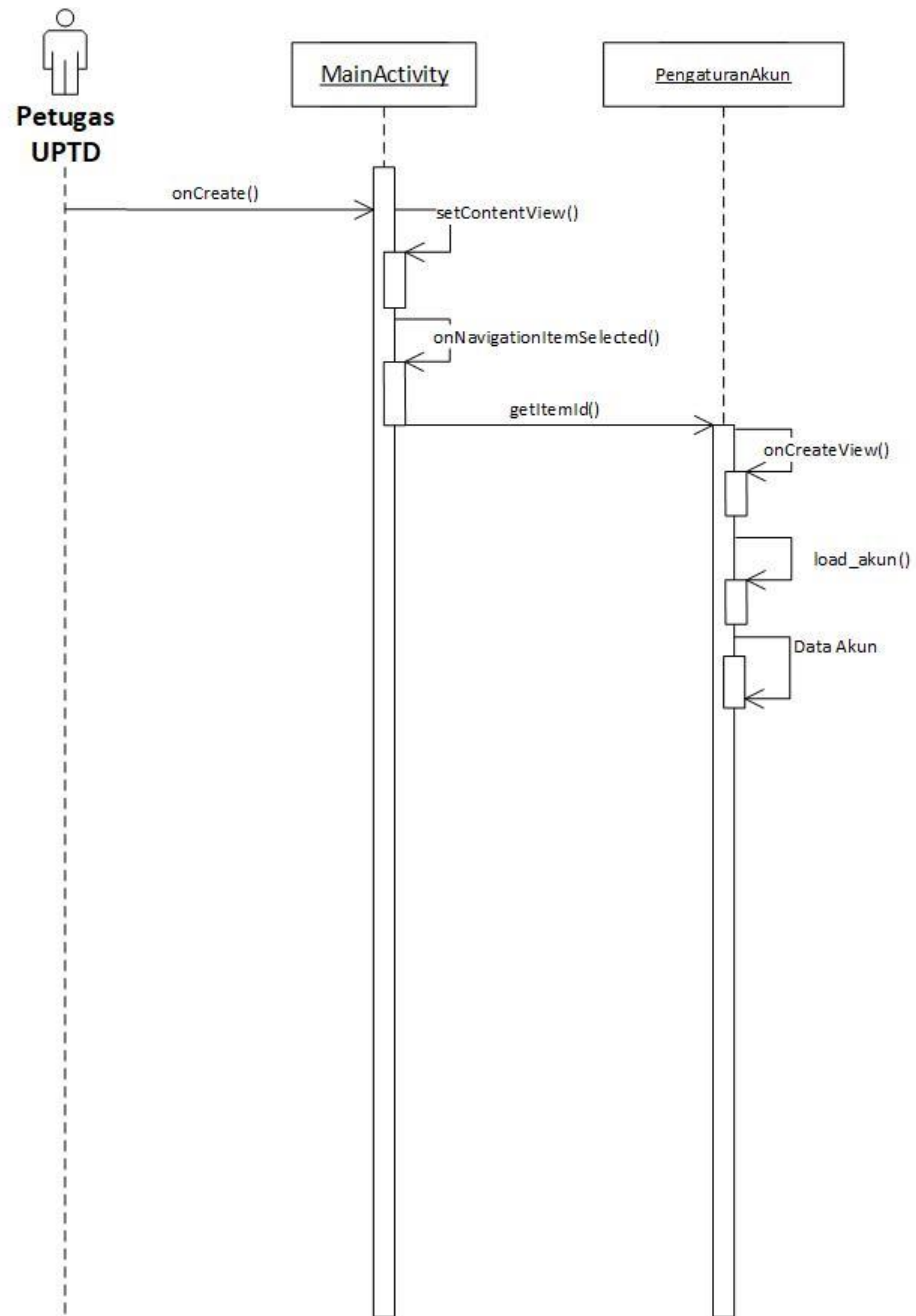 MainActivity
PengaturanAkun
Petugas
UPTD
onCreate()
setContentView()
onNavigationItemSelected()
getItemId()
onCreateView()
load_akun()
Data Akun